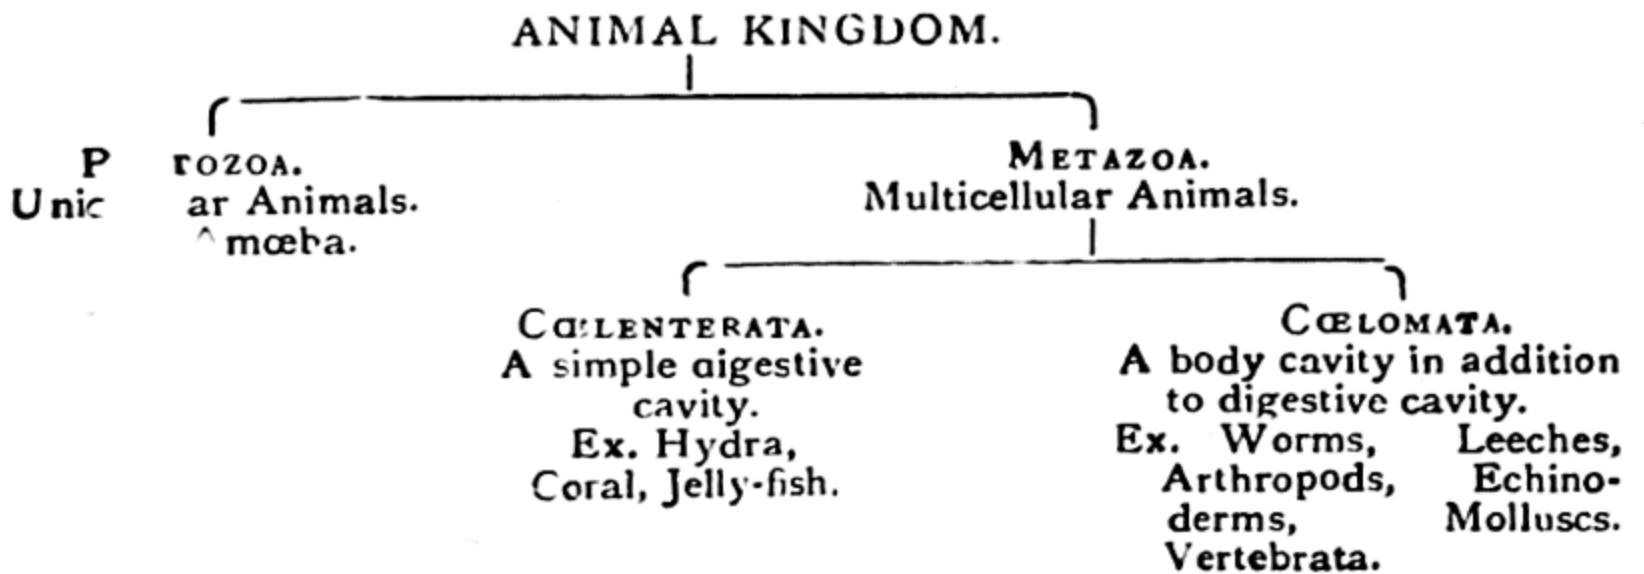 ANIMAL KINGDOM.
P rozoa.
Unic ar Animals.
mœba.
METAZOA.
Multicellular Animals.
CŒLENTERATA.
A simple digestive
cavity.
Ex. Hydra,
Coral, Jelly-fish.
CŒLOMATA.
A body cavity in addition
to digestive cavity.
Ex. Worms, Leeches,
Arthropods, Echino-
derms, Molluscs.
Vertebrata.